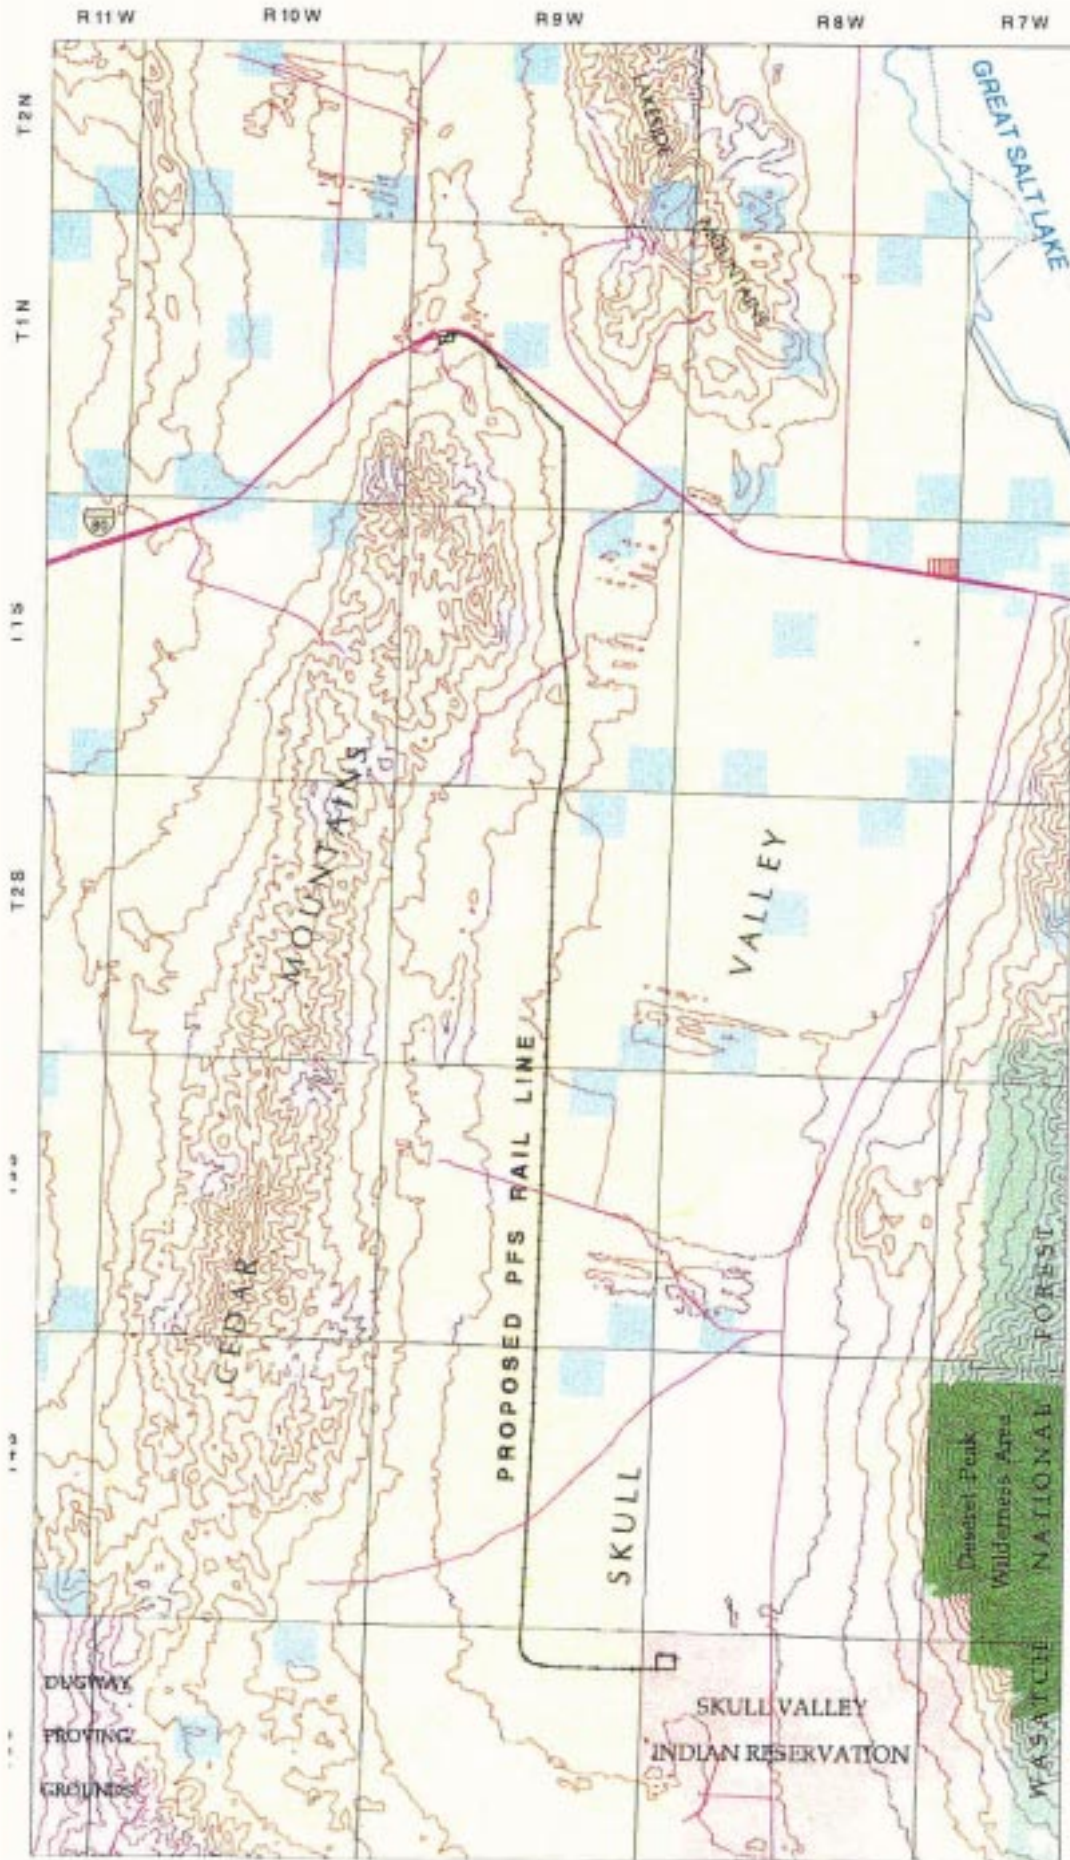 R 11 W R 10 W R 9 W R 8 W R 7 W
T 2 N
GREAT SALT LAKE
LAKESIDE
MOUNTAINS
T 1 N
80
T 2 S
MOUNTAINS
VALLEY
PROPOSED PFS RAIL LINE
CEDAR
SKULL
Deseret Peak
Wilderness Area
WASATCH NATIONAL FOREST
DUGWAY
PROVING
GROUNDS
SKULL VALLEY
INDIAN RESERVATION